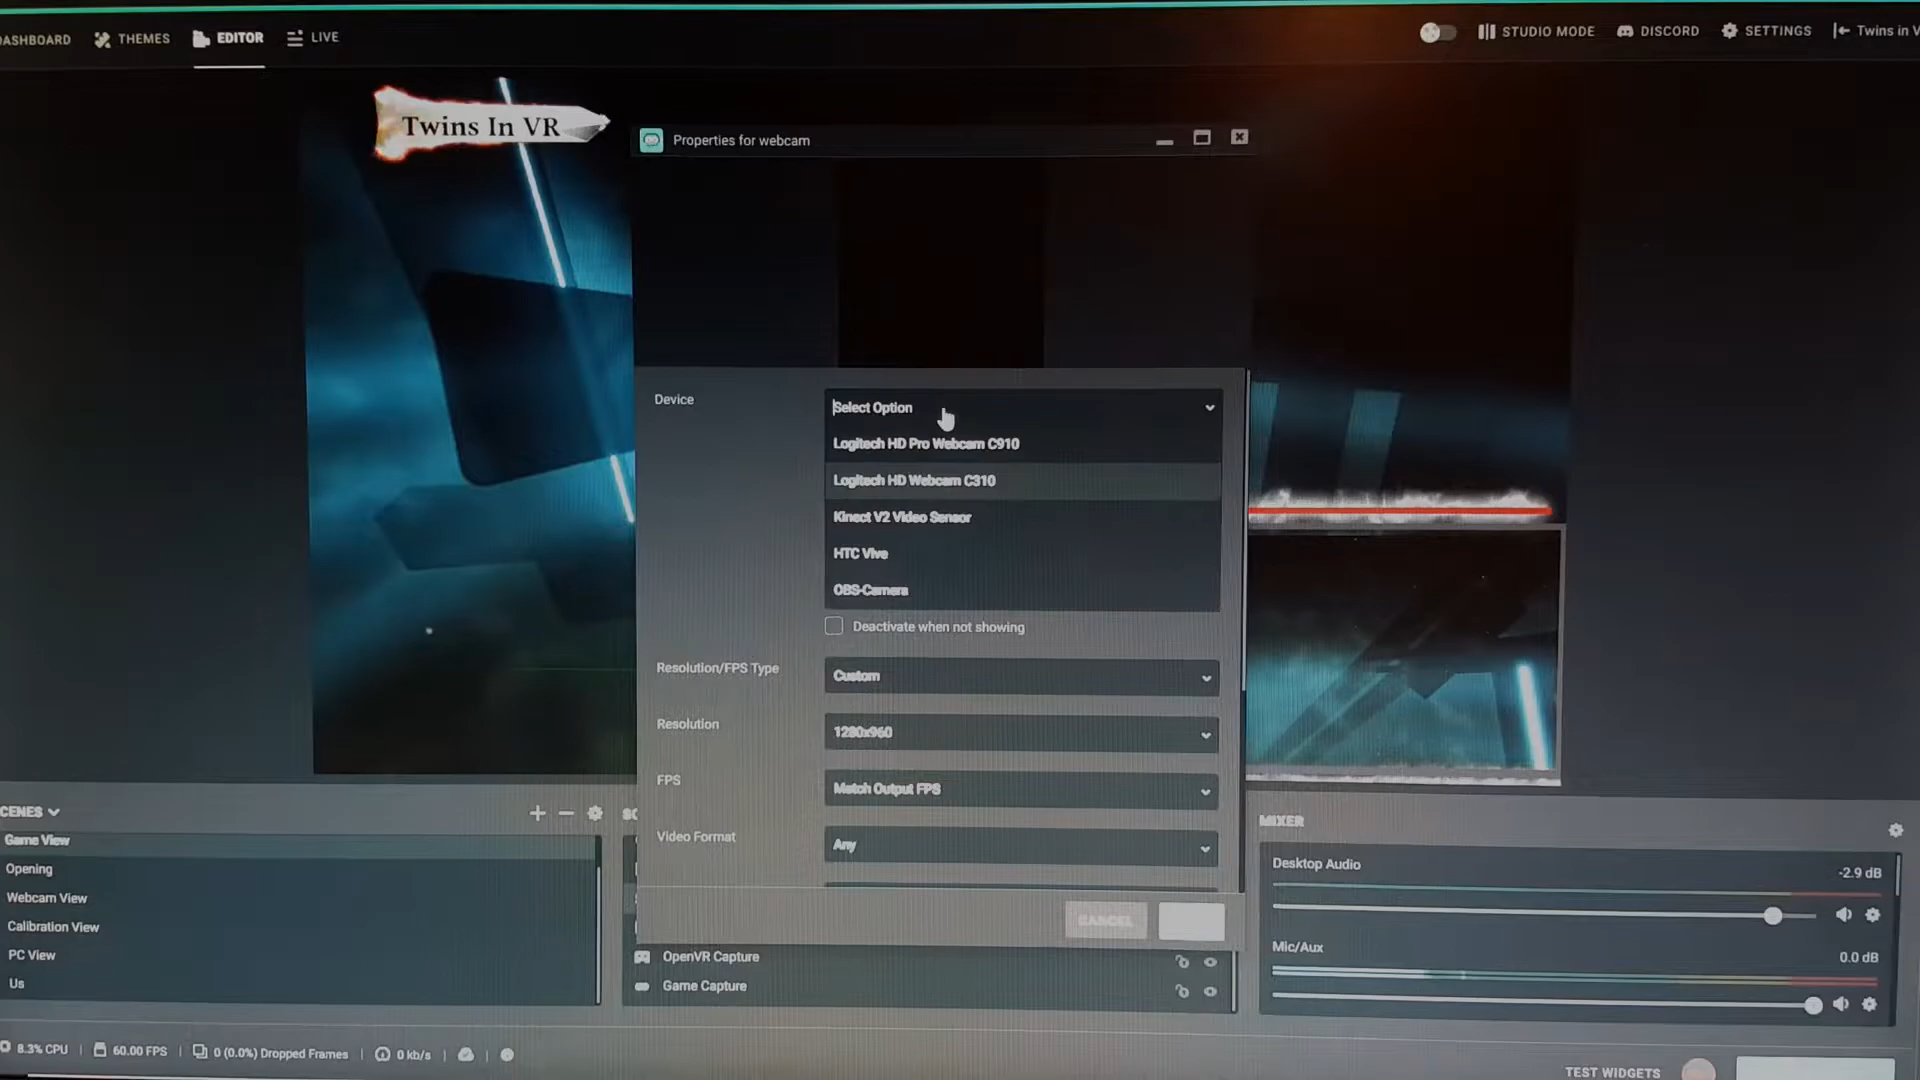 DASHBOARD
THEMES
EDITOR
LIVE
STUDIO MODE
DISCORD
SETTINGS
Twins in V
Twins In VR
Properties for webcam
Device
Select Option
Logitech HD Pro Webcam C910
Logitech HD Webcam C310
Kinect V2 Video Sensor
HTC Vive
OBS-Camera
Deactivate when not showing
Resolution/FPS Type
Custom
Resolution
1280x960
FPS
Match Output FPS
Video Format
Any
CANCEL
CENES
Game View
Opening
Webcam View
Calibration View
PC View
Us
SO
OpenVR Capture
Game Capture
MIXER
Desktop Audio
-2.9 dB
Mic/Aux
0.0 dB
8.3% CPU
60.00 FPS
0 (0.0%) Dropped Frames
0 kb/s
TEST WIDGETS